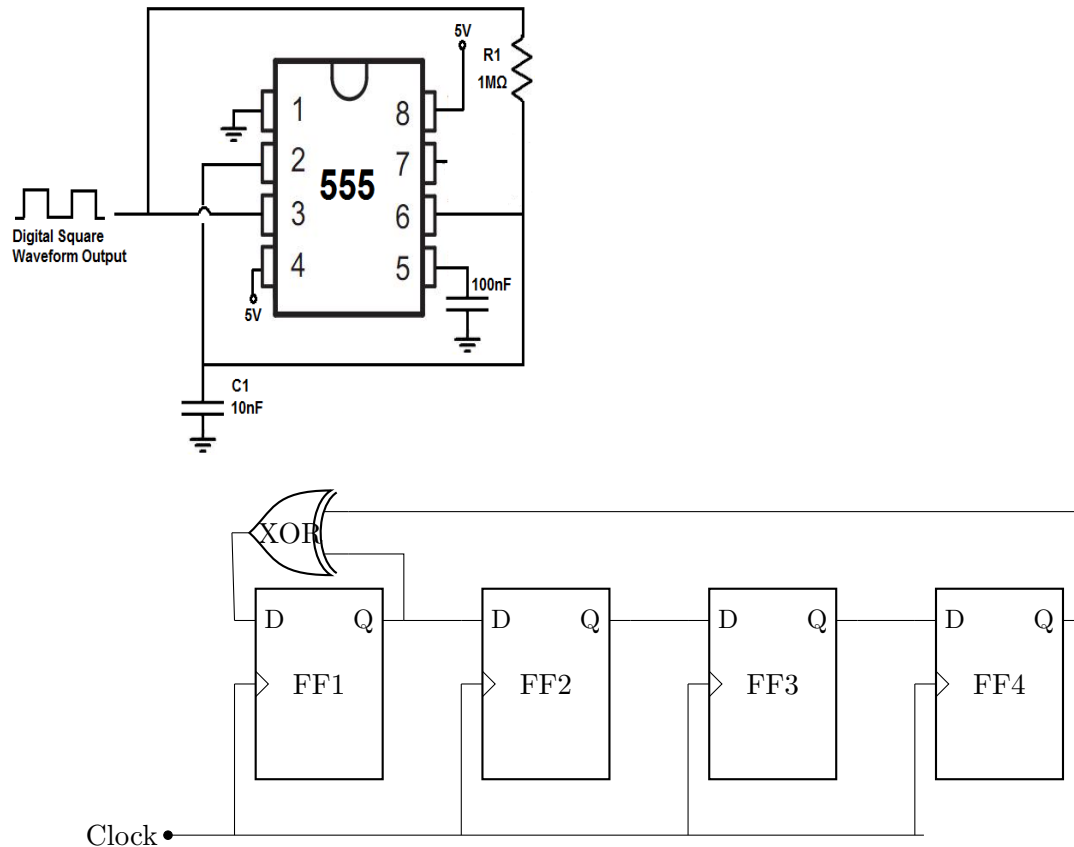 5V
R1
1MΩ
1
8
2
7
555
3
6
Digital Square
Waveform Output
4
5
100nF
5V
C1
10nF
XOR
D Q D Q D Q D Q
FF1 FF2 FF3 FF4
Clock